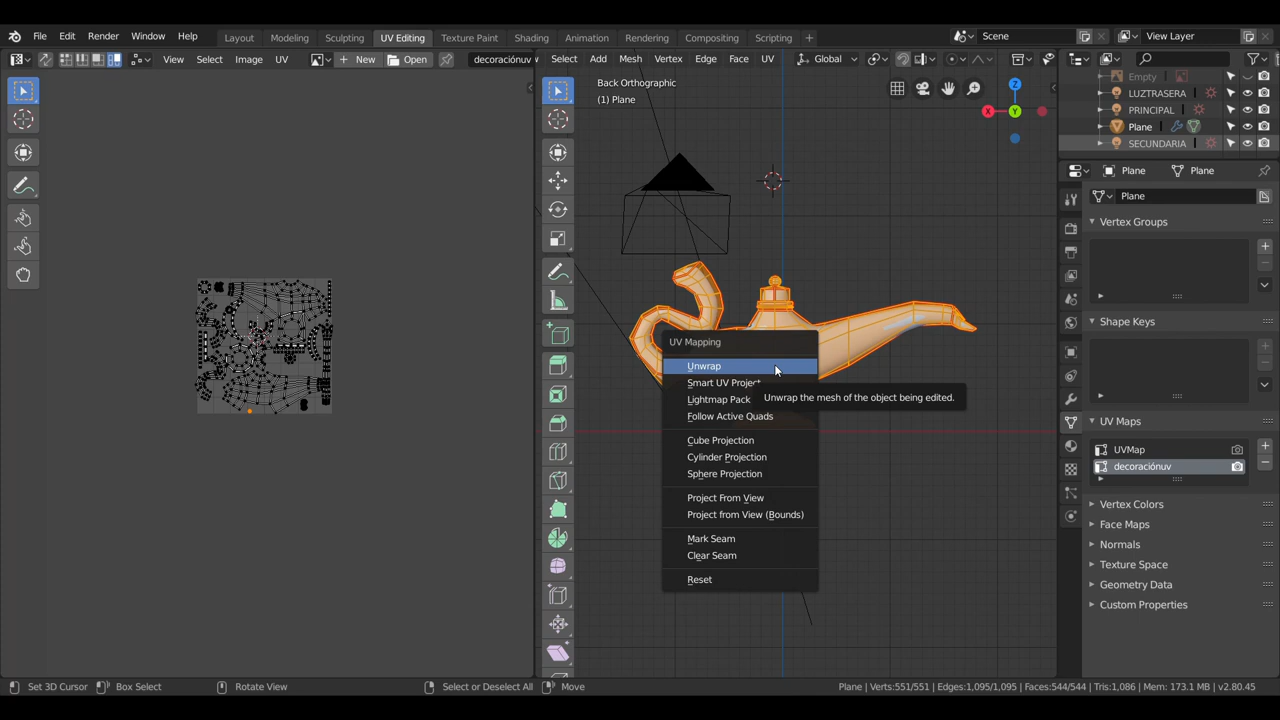 File Edit Render Window Help Layout Modeling Sculpting UV Editing Texture Paint Shading Animation Rendering Compositing Scripting + Scene View Layer
View Select Image UV New Open decoraciónuv Select Add Mesh Vertex Edge Face UV Global
Back Orthographic
(1) Plane
Z
X
Y
Empty
LUZTRASERA
PRINCIPAL
Plane
SECUNDARIA
Plane Plane
Plane
Vertex Groups
Shape Keys
UV Maps
UVMap
decoraciónuv
Vertex Colors
Face Maps
Normals
Texture Space
Geometry Data
Custom Properties
UV Mapping
Unwrap
Smart UV Project
Lightmap Pack
Unwrap the mesh of the object being edited.
Follow Active Quads
Cube Projection
Cylinder Projection
Sphere Projection
Project From View
Project from View (Bounds)
Mark Seam
Clear Seam
Reset
Set 3D Cursor Box Select Rotate View Select or Deselect All Move Plane | Verts:551/551 | Edges:1,095/1,095 | Faces:544/544 | Tris:1,086 | Mem: 173.1 MB | v2.80.45